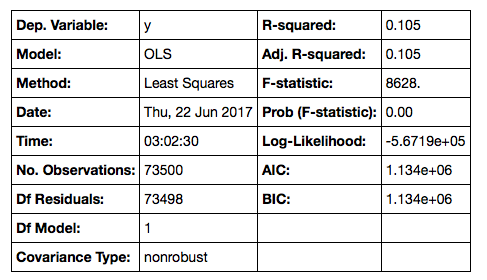 Dep. Variable: y R-squared: 0.105
Model: OLS Adj. R-squared: 0.105
Method: Least Squares F-statistic: 8628.
Date: Thu, 22 Jun 2017 Prob (F-statistic): 0.00
Time: 03:02:30 Log-Likelihood: -5.6719e+05
No. Observations: 73500 AIC: 1.134e+06
Df Residuals: 73498 BIC: 1.134e+06
Df Model: 1
Covariance Type: nonrobust